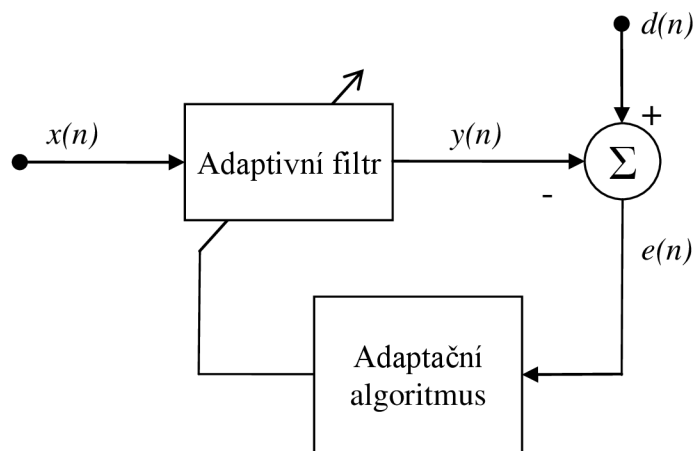 d(n)
+
x(n)
y(n)
Adaptivní filtr
Σ
-
e(n)
Adaptační
algoritmus